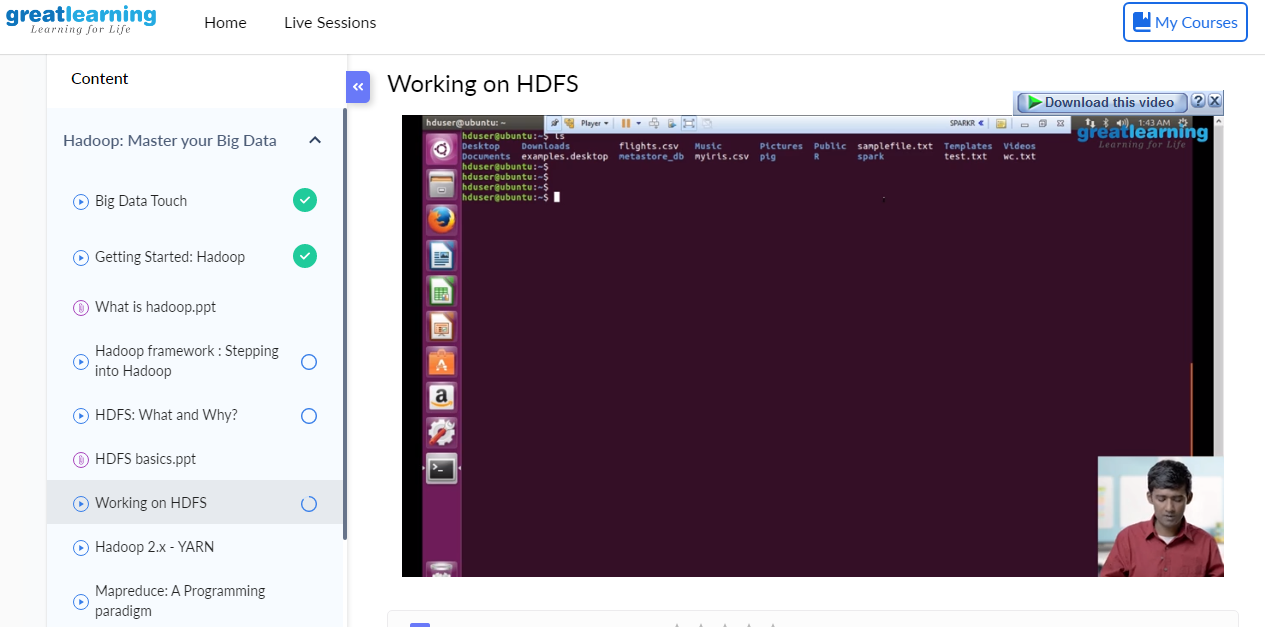 greatlearning
Learning for Life
Home
Live Sessions
My Courses
Content
Hadoop: Master your Big Data
Big Data Touch
Getting Started: Hadoop
What is hadoop.ppt
Hadoop framework : Stepping
into Hadoop
HDFS: What and Why?
HDFS basics.ppt
Working on HDFS
Hadoop 2.x - YARN
Mapreduce: A Programming
paradigm
«
Working on HDFS
Download this video ? X
hduser@ubuntu: ~
Player
SPARKR
1:43 AM
greatlearning
Learning for Life
hduser@ubuntu:~$ ls
Desktop Downloads flights.csv Music Pictures Public samplefile.txt Templates Videos
Documents examples.desktop metastore_db myiris.csv pig R spark test.txt wc.txt
hduser@ubuntu:~$
hduser@ubuntu:~$
hduser@ubuntu:~$
hduser@ubuntu:~$